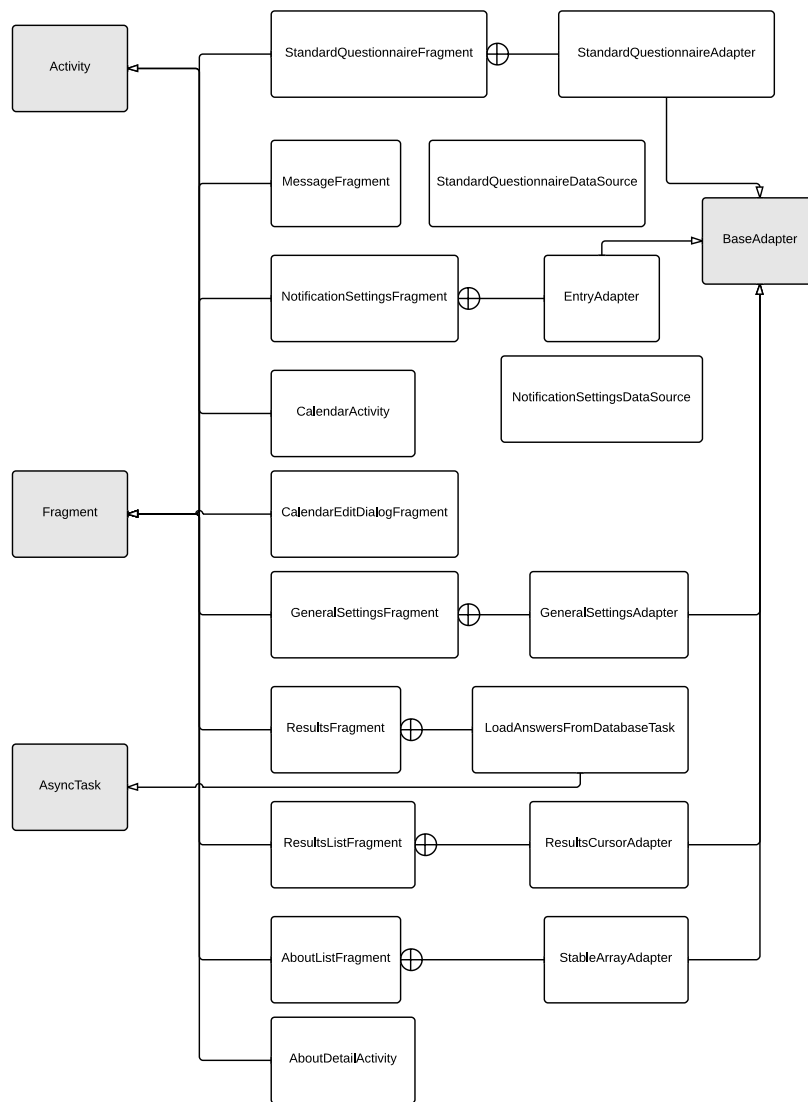 StandardQuestionnaireFragment
StandardQuestionnaireAdapter
Activity
MessageFragment
StandardQuestionnaireDataSource
BaseAdapter
NotificationSettingsFragment
EntryAdapter
NotificationSettingsDataSource
CalendarActivity
Fragment
CalendarEditDialogFragment
GeneralSettingsFragment
GeneralSettingsAdapter
ResultsFragment
LoadAnswersFromDatabaseTask
AsyncTask
ResultsListFragment
ResultsCursorAdapter
AboutListFragment
StableArrayAdapter
AboutDetailActivity